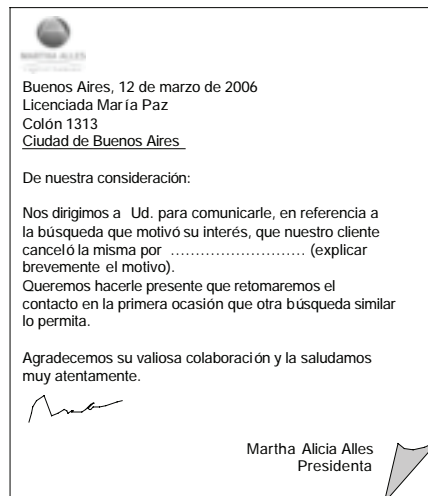 MARTHA ALLES
Buenos Aires, 12 de marzo de 2006
Licenciada María Paz
Colón 1313
Ciudad de Buenos Aires
De nuestra consideración:
Nos dirigimos a Ud. para comunicarle, en referencia a
la búsqueda que motivó su interés, que nuestro cliente
canceló la misma por ........................... (explicar
brevemente el motivo).
Queremos hacerle presente que retomaremos el
contacto en la primera ocasión que otra búsqueda similar
lo permita.
Agradecemos su valiosa colaboración y la saludamos
muy atentamente.
Martha Alicia Alles
Presidenta